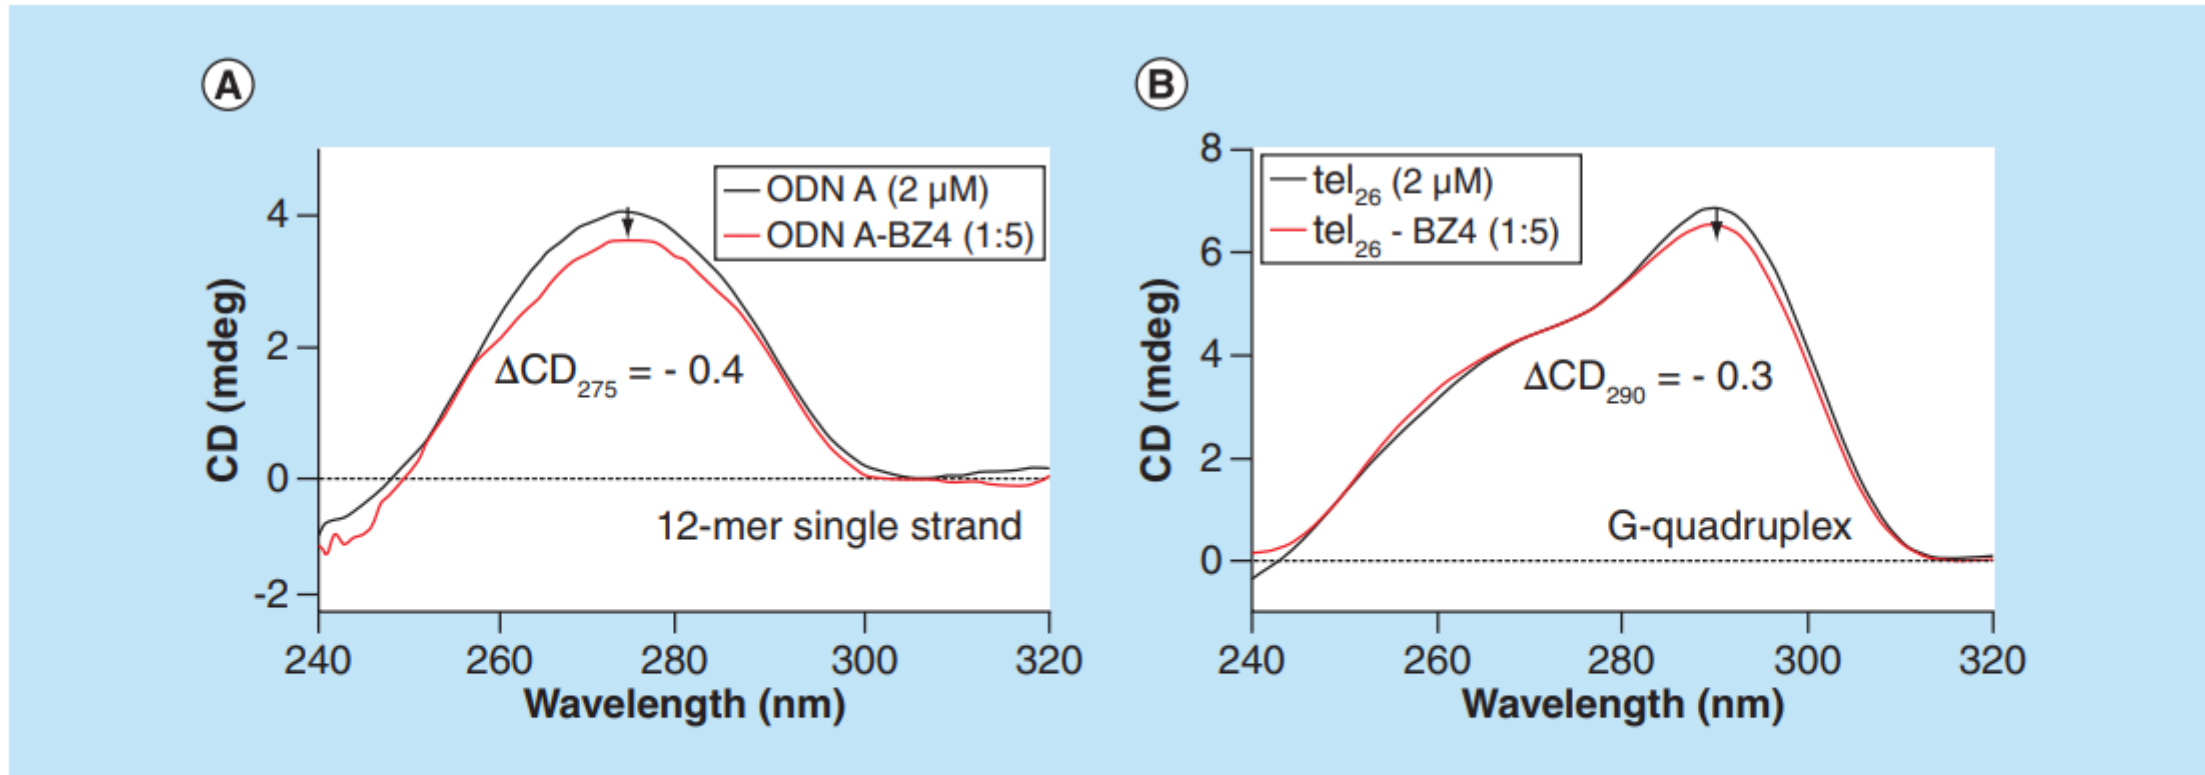 A
CD (mdeg)
4
2
0
-2
ODN A (2 µM)
ODN A-BZ4 (1:5)
ΔCD275 = - 0.4
12-mer single strand
240 260 280 300 320
Wavelength (nm)
B
CD (mdeg)
8
6
4
2
0
tel26 (2 µM)
tel26 - BZ4 (1:5)
ΔCD290 = - 0.3
G-quadruplex
240 260 280 300 320
Wavelength (nm)